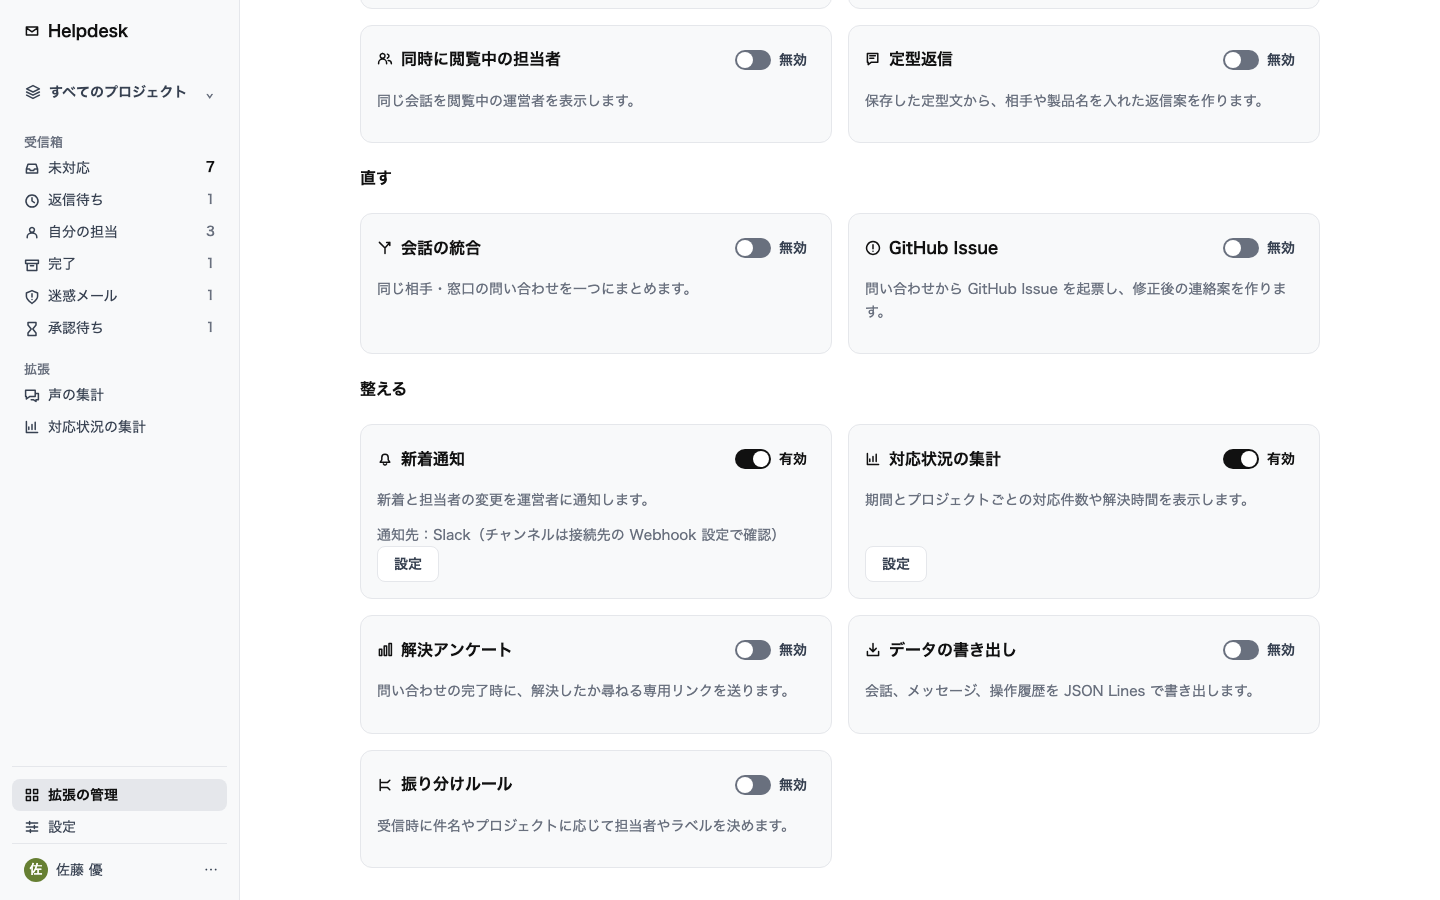 Helpdesk
すべてのプロジェクト
受信箱
未対応 7
返信待ち 1
自分の担当 3
完了 1
迷惑メール 1
承認待ち 1
拡張
声の集計
対応状況の集計
拡張の管理
設定
佐 佐藤 優 …
同時に閲覧中の担当者 無効
同じ会話を閲覧中の運営者を表示します。
定型返信 無効
保存した定型文から、相手や製品名を入れた返信案を作ります。
直す
会話の統合 無効
同じ相手・窓口の問い合わせを一つにまとめます。
GitHub Issue 無効
問い合わせから GitHub Issue を起票し、修正後の連絡案を作りま
す。
整える
新着通知 有効
新着と担当者の変更を運営者に通知します。
通知先：Slack（チャンネルは接続先の Webhook 設定で確認）
設定
対応状況の集計 有効
期間とプロジェクトごとの対応件数や解決時間を表示します。
設定
解決アンケート 無効
問い合わせの完了時に、解決したか尋ねる専用リンクを送ります。
データの書き出し 無効
会話、メッセージ、操作履歴を JSON Lines で書き出します。
振り分けルール 無効
受信時に件名やプロジェクトに応じて担当者やラベルを決めます。